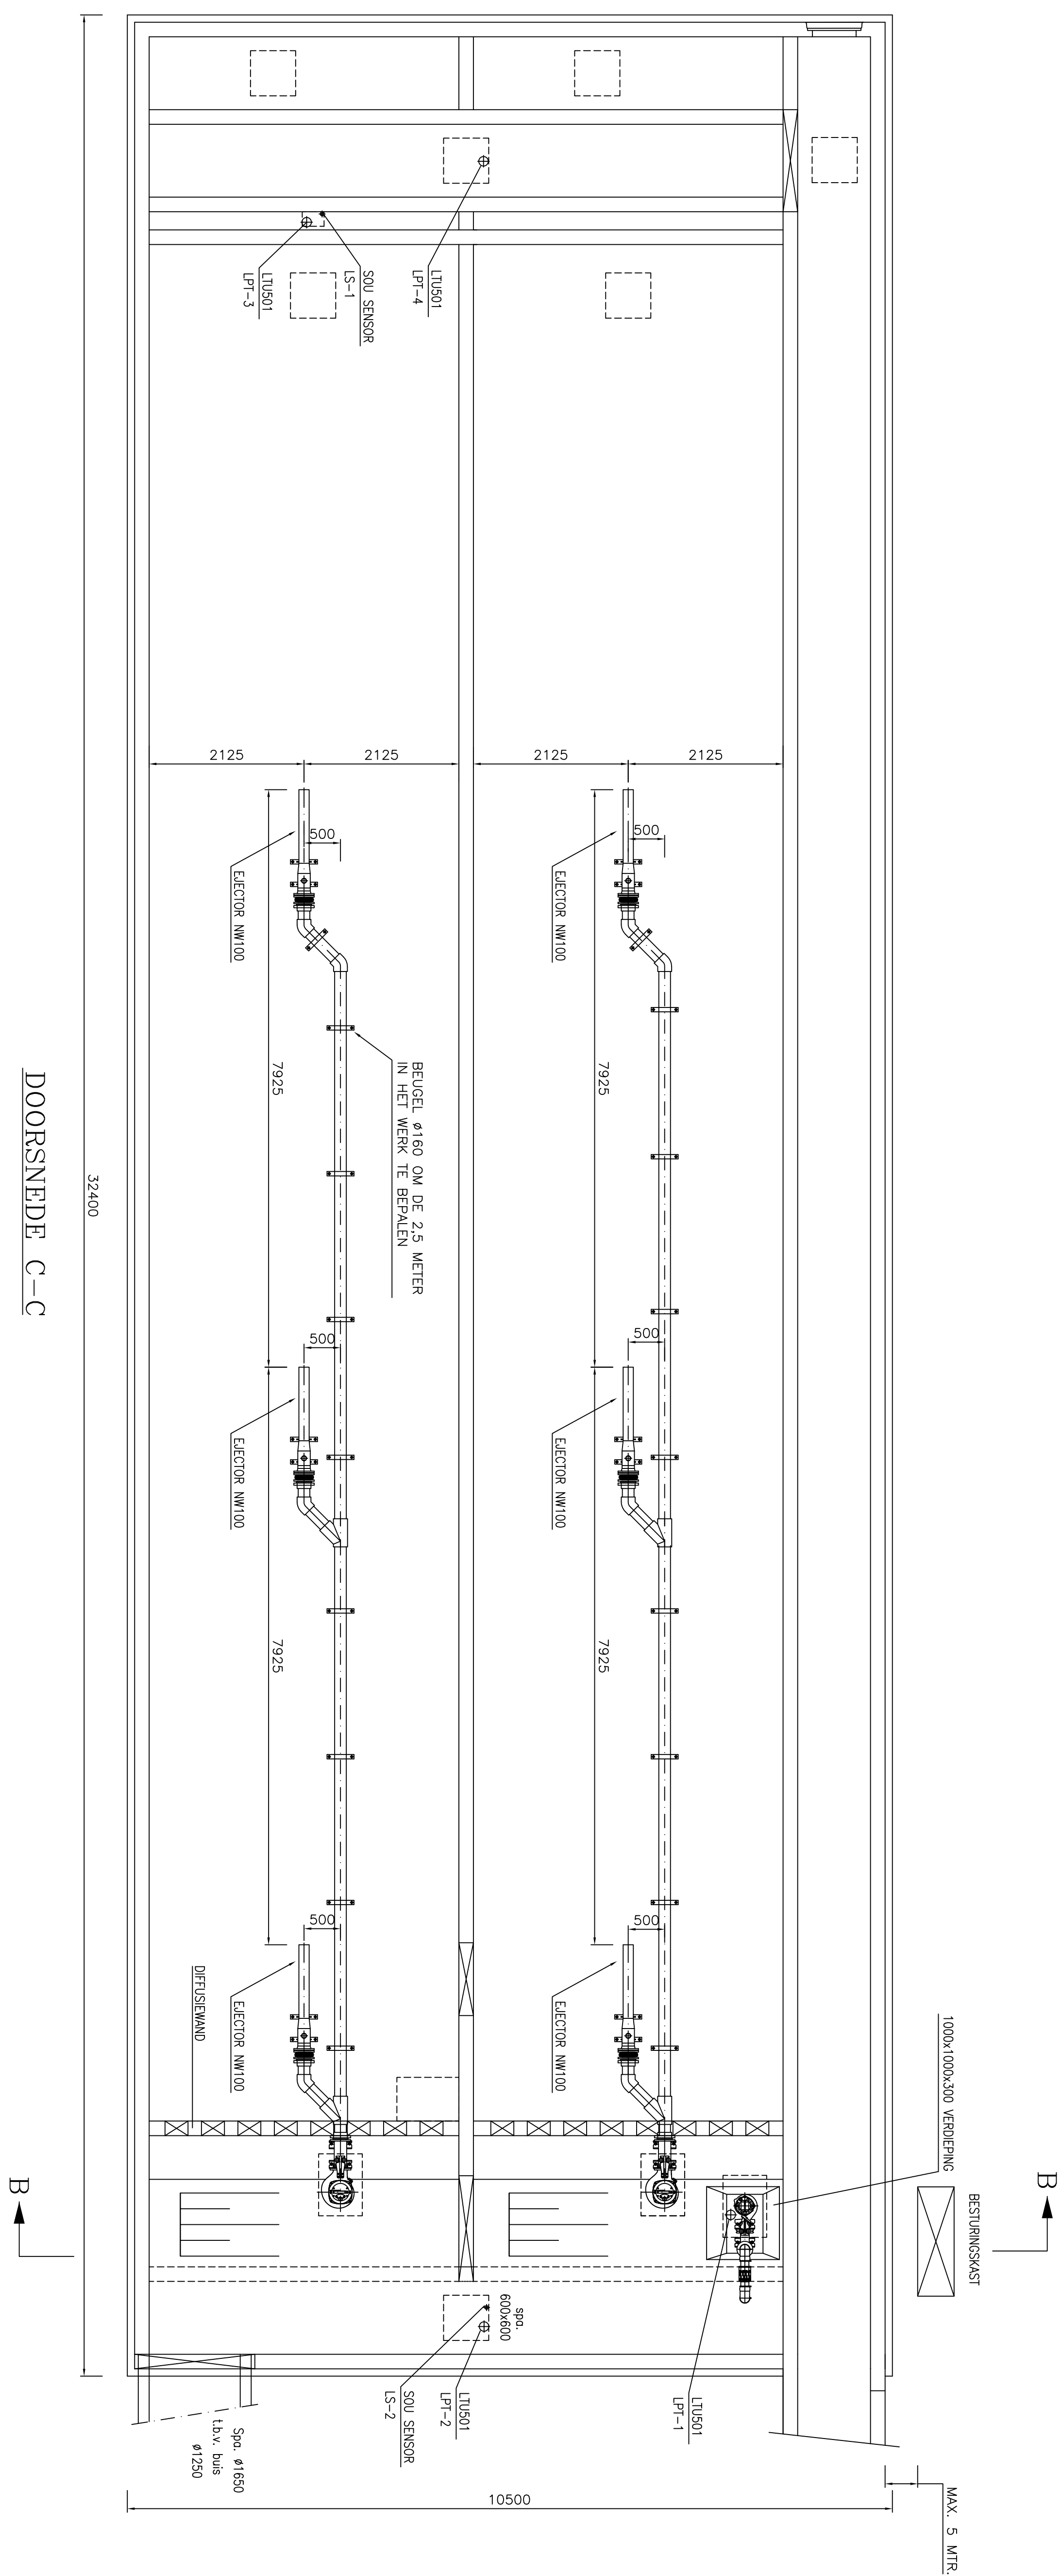 LTU501
LPT-4
SOU SENSOR
LS-1
LTU501
LPT-3
2125
2125
2125
2125
500
500
EJECTOR NW100
EJECTOR NW100
7925
7925
BEUGEL ø160 OM DE 2,5 METER
IN HET WERK TE BEPALEN
DOORSNEDE C-C
32400
500
500
EJECTOR NW100
EJECTOR NW100
7925
7925
500
500
EJECTOR NW100
EJECTOR NW100
DIFFUSIEWAND
1000x1000x300 VERDIEPING
B
BESTURINGSKAST
B
spa.
600x600
LTU501
LPT-1
LTU501
LPT-2
SOU SENSOR
LS-2
Spa. ø1650
t.b.v. buis
ø1250
10500
MAX. 5 MTR.